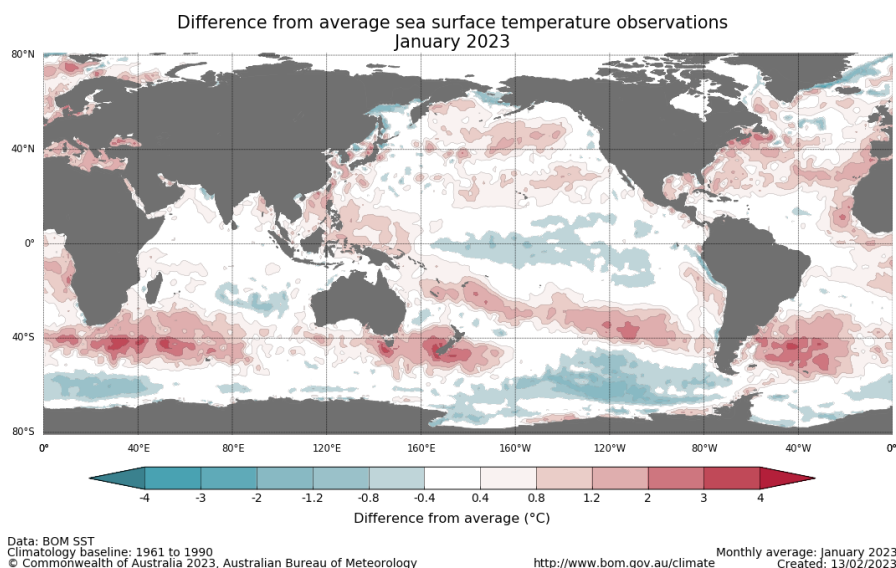 Difference from average sea surface temperature observations
January 2023
80°N
40°N
0°
40°S
80°S
0° 40°E 80°E 120°E 160°E 160°W 120°W 80°W 40°W 0°
-4 -3 -2 -1.2 -0.8 -0.4 0.4 0.8 1.2 2 3 4
Difference from average (°C)
Data: BOM SST
Climatology baseline: 1961 to 1990
© Commonwealth of Australia 2023, Australian Bureau of Meteorology
http://www.bom.gov.au/climate
Monthly average: January 2023
Created: 13/02/2023